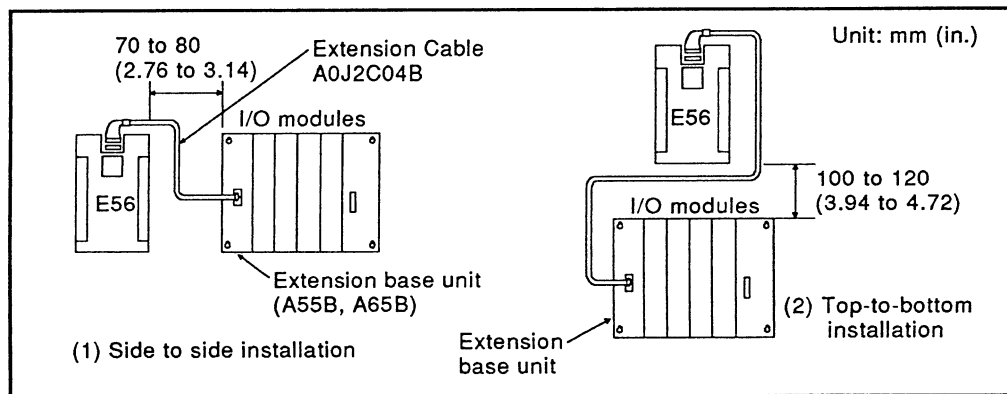 70 to 80
(2.76 to 3.14)
Extension Cable
A0J2C04B
I/O modules
E56
Extension base unit
(A55B, A65B)
(1) Side to side installation
Unit: mm (in.)
E56
100 to 120
(3.94 to 4.72)
I/O modules
Extension
base unit
(2) Top-to-bottom
installation